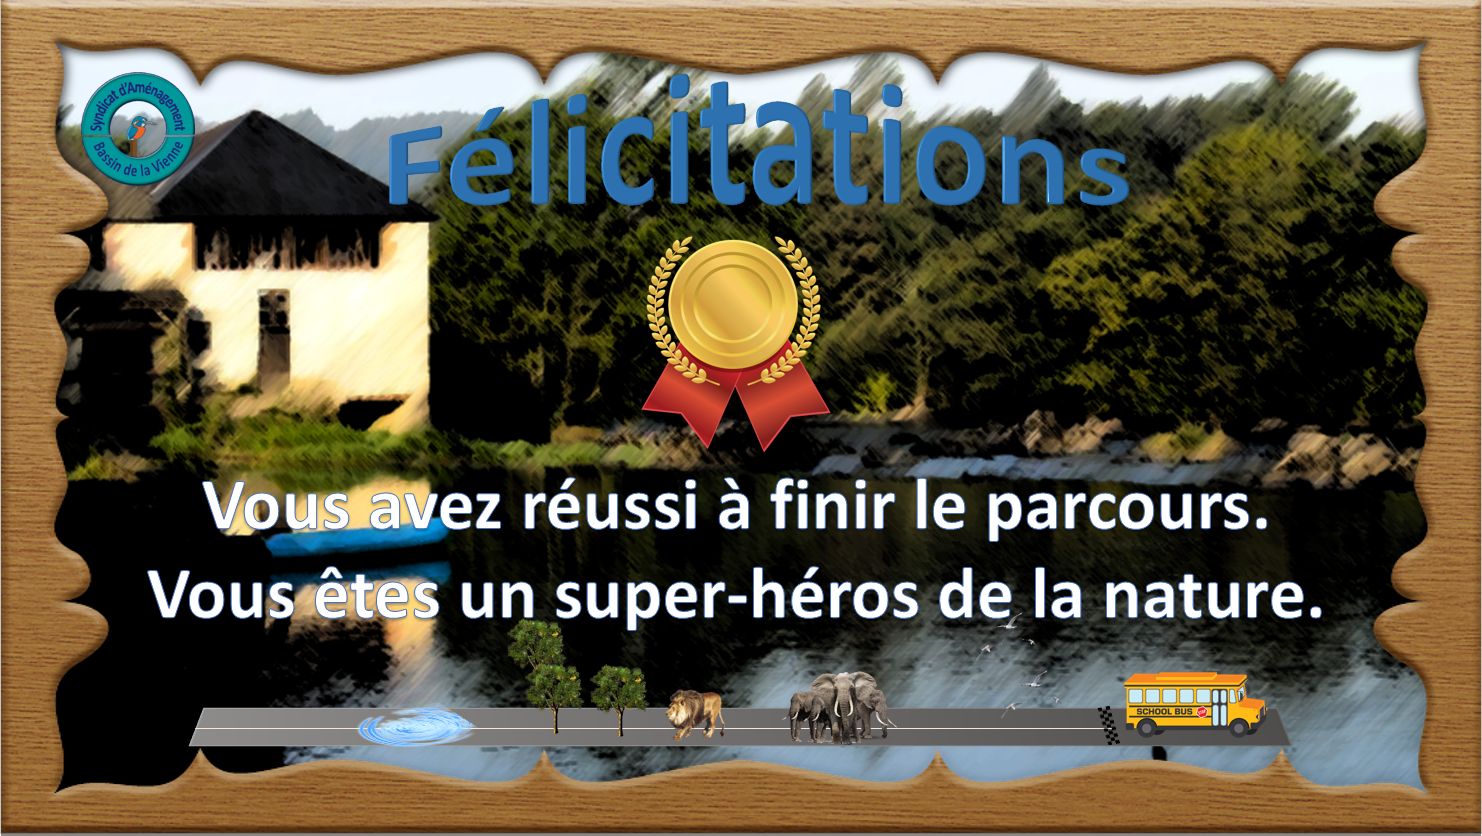 Syndicat d'Aménagement
Bassin de la Vienne
Félicitations
Vous avez réussi à finir le parcours.
Vous êtes un super-héros de la nature.
SCHOOL BUS